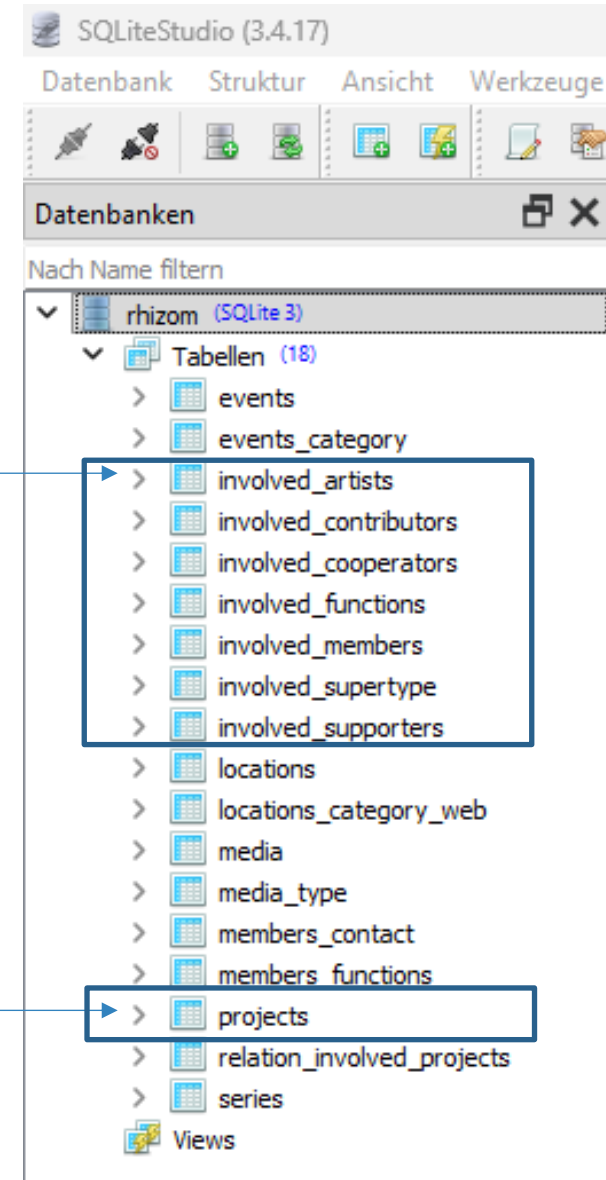 SQLiteStudio (3.4.17)
Datenbank Struktur Ansicht Werkzeuge
Datenbanken
Nach Name filtern
rhizom (SQLite 3)
Tabellen (18)
events
events_category
involved_artists
involved_contributors
involved_cooperators
involved_functions
involved_members
involved_supertype
involved_supporters
locations
locations_category_web
media
media_type
members_contact
members_functions
projects
relation_involved_projects
series
Views